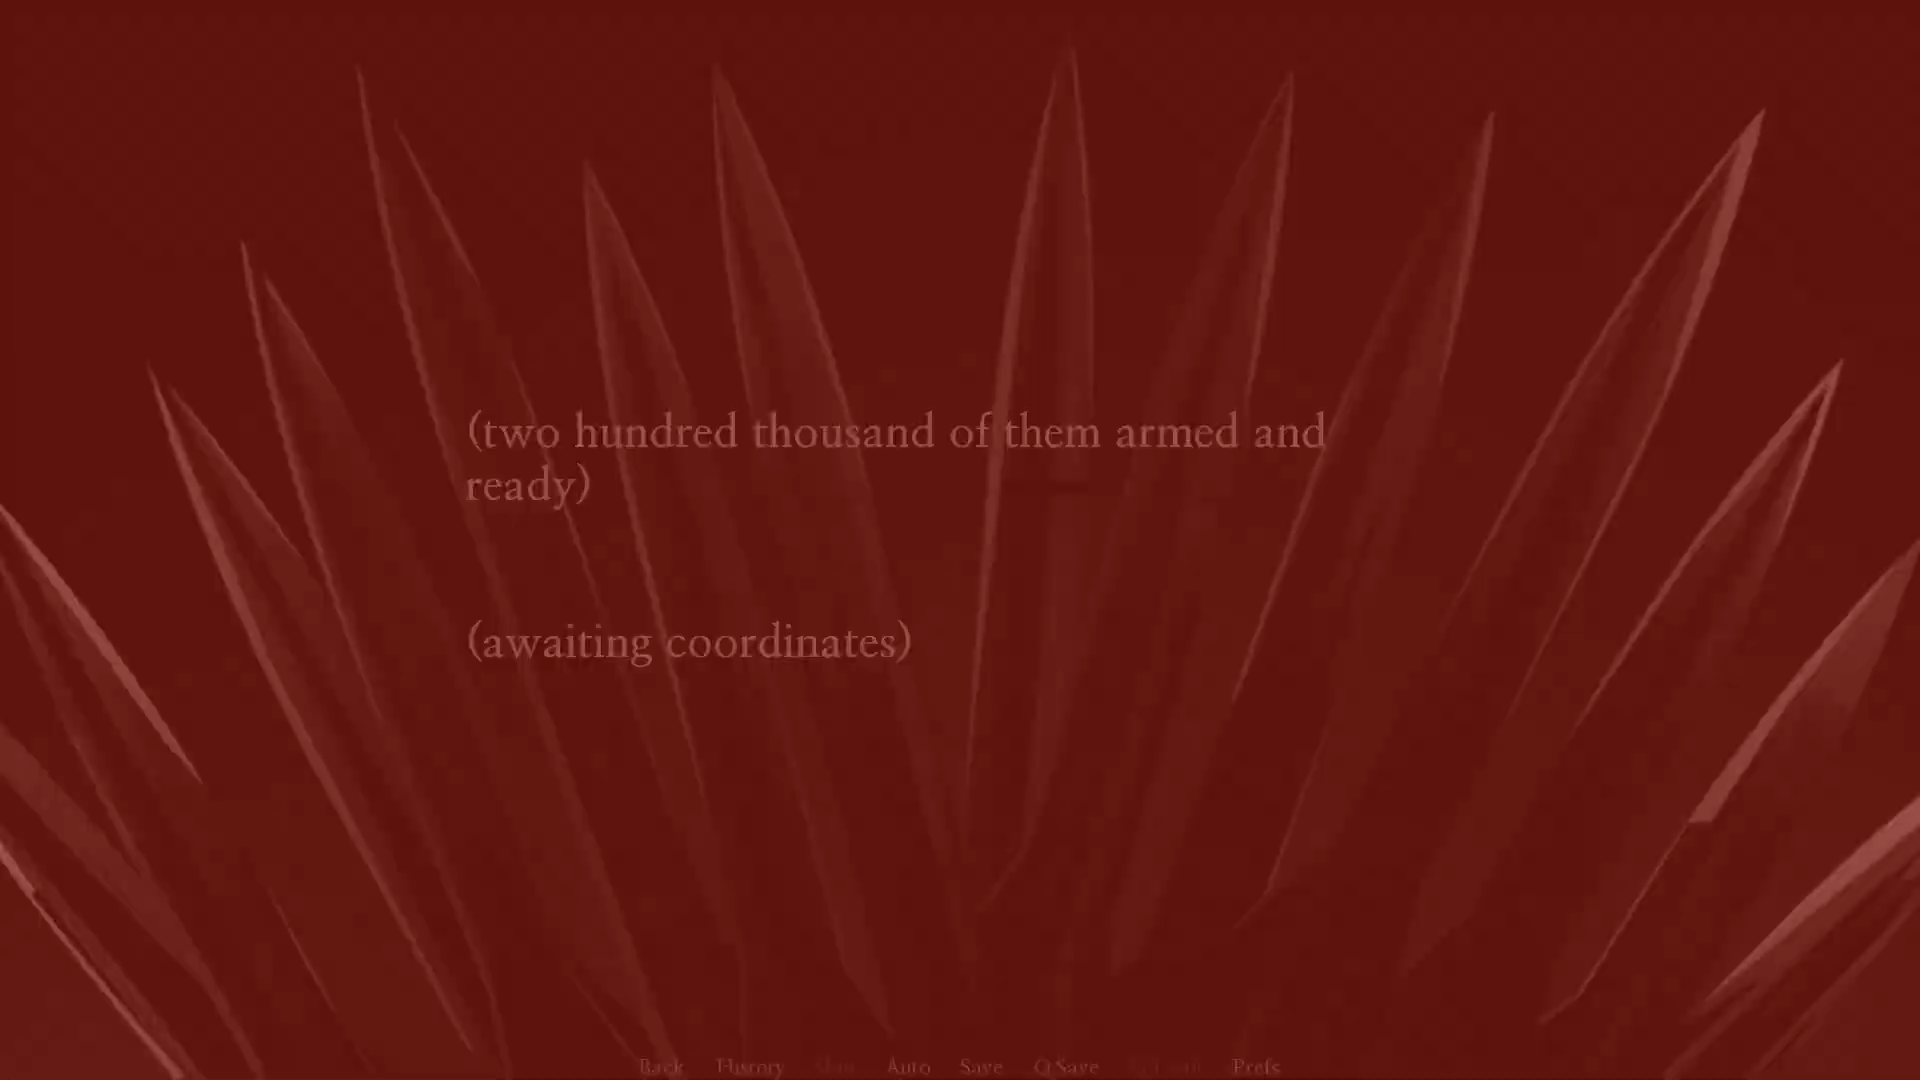 (two hundred thousand of them armed and
ready)
(awaiting coordinates)
Back History Auto Save Q.Save Prefs